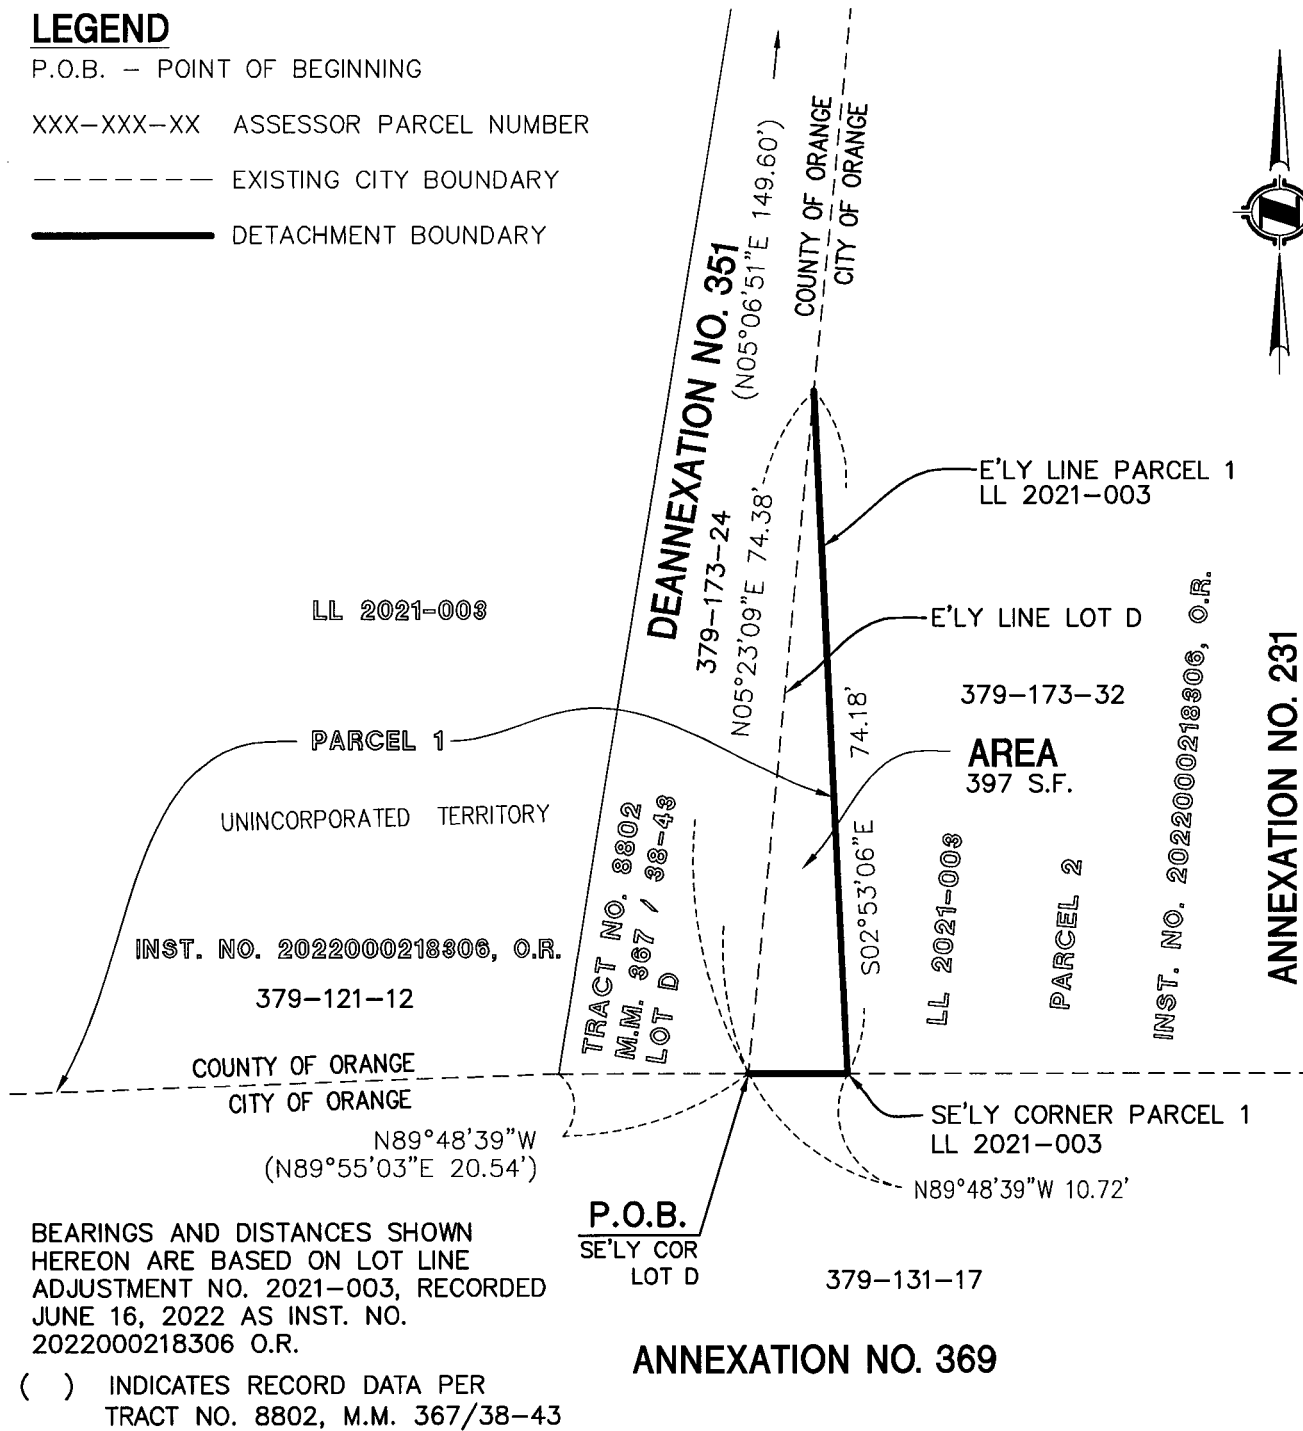 LEGEND
P.O.B. – POINT OF BEGINNING
XXX–XXX–XX ASSESSOR PARCEL NUMBER
EXISTING CITY BOUNDARY
DETACHMENT BOUNDARY
DEANNEXATION NO. 351
(N05°06'51"E 149.60')
COUNTY OF ORANGE
CITY OF ORANGE
379–173–24
N05°23'09"E 74.38'
E'LY LINE PARCEL 1
LL 2021–003
E'LY LINE LOT D
LL 2021-003
379–173–32
PARCEL 1
74.18'
S02°53'06"E
AREA
397 S.F.
UNINCORPORATED TERRITORY
TRACT NO. 8802
M.M. 367 / 38-43
LOT D
LL 2021-003
PARCEL 2
INST. NO. 2022000218306, O.R.
ANNEXATION NO. 231
INST. NO. 2022000218306, O.R.
379–121–12
COUNTY OF ORANGE
CITY OF ORANGE
N89°48'39"W
(N89°55'03"E 20.54')
SE'LY CORNER PARCEL 1
LL 2021–003
N89°48'39"W 10.72'
P.O.B.
SE'LY COR
LOT D
379–131–17
BEARINGS AND DISTANCES SHOWN
HEREON ARE BASED ON LOT LINE
ADJUSTMENT NO. 2021–003, RECORDED
JUNE 16, 2022 AS INST. NO.
2022000218306 O.R.
ANNEXATION NO. 369
( ) INDICATES RECORD DATA PER
TRACT NO. 8802, M.M. 367/38–43